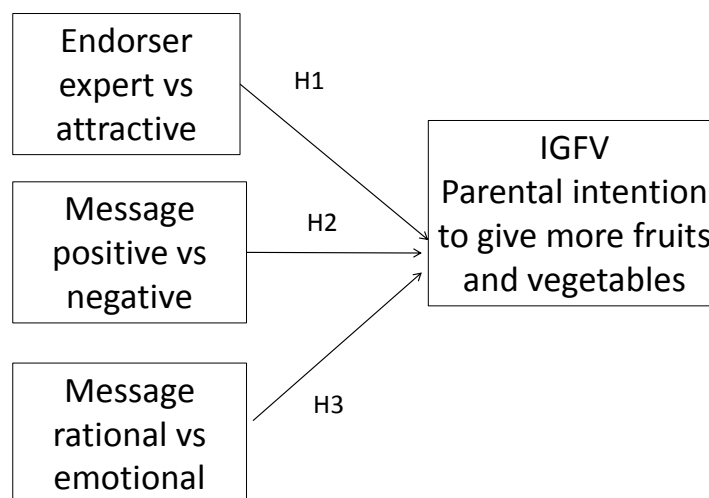 Endorser
expert vs
attractive
H1
Message
positive vs
negative
H2
Message
rational vs
emotional
H3
IGFV
Parental intention
to give more fruits
and vegetables